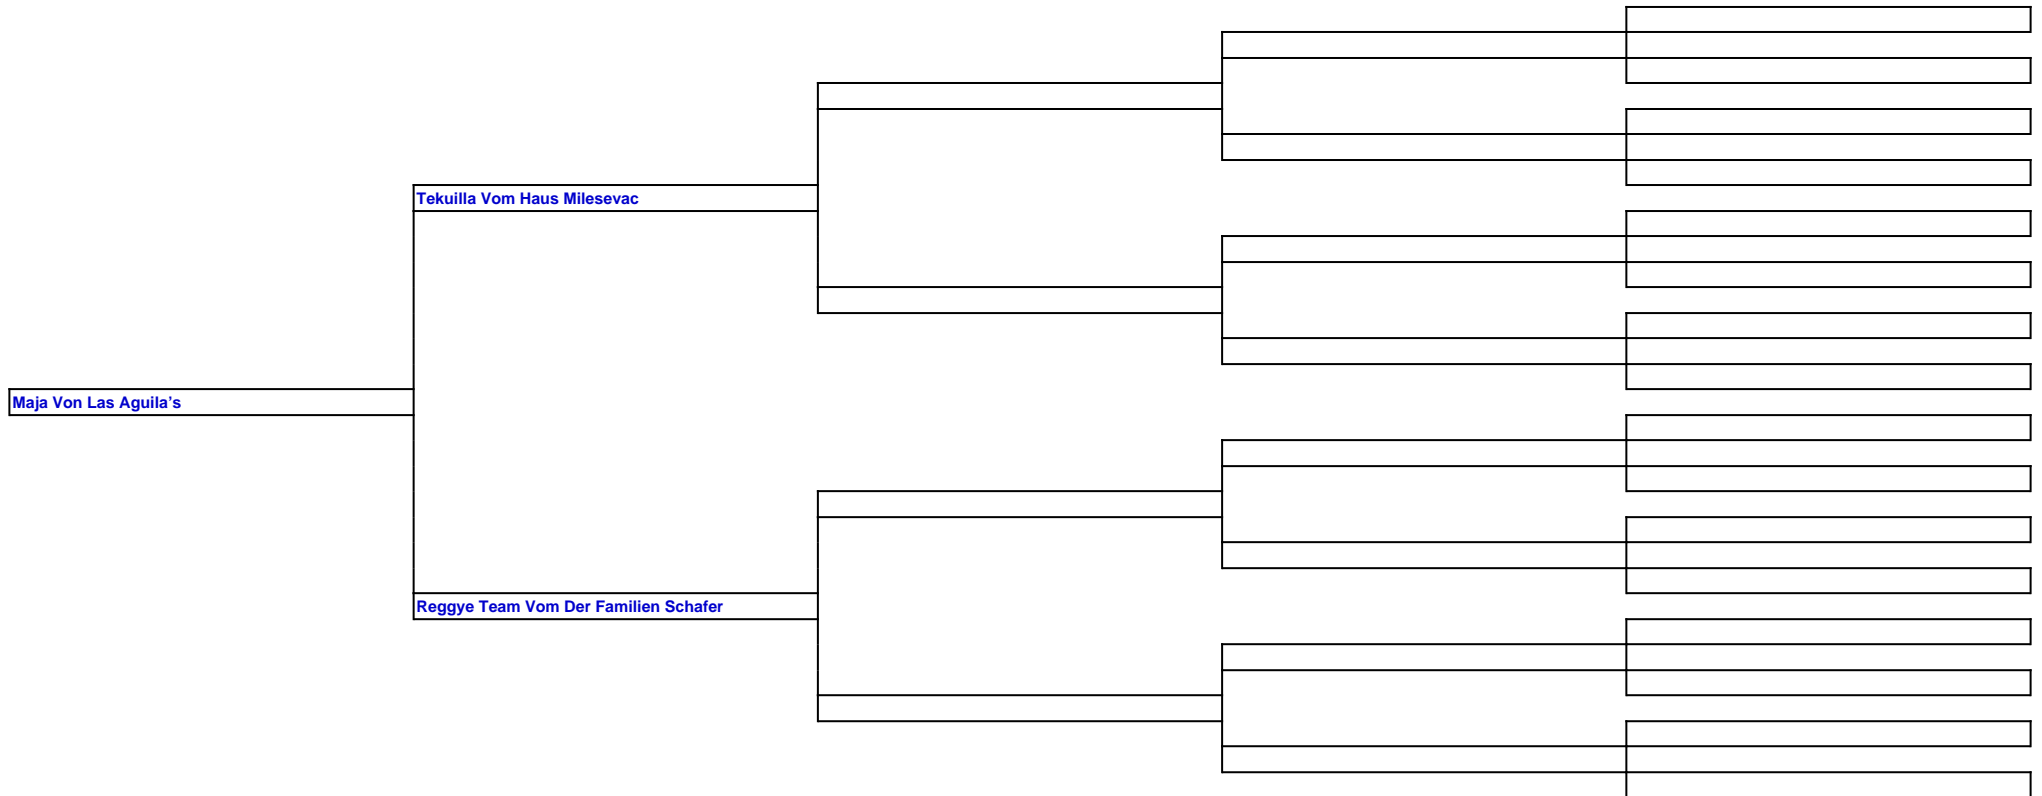 Tekuilla Vom Haus Milesevac
Maja Von Las Aguila’s
Reggye Team Vom Der Familien Schafer